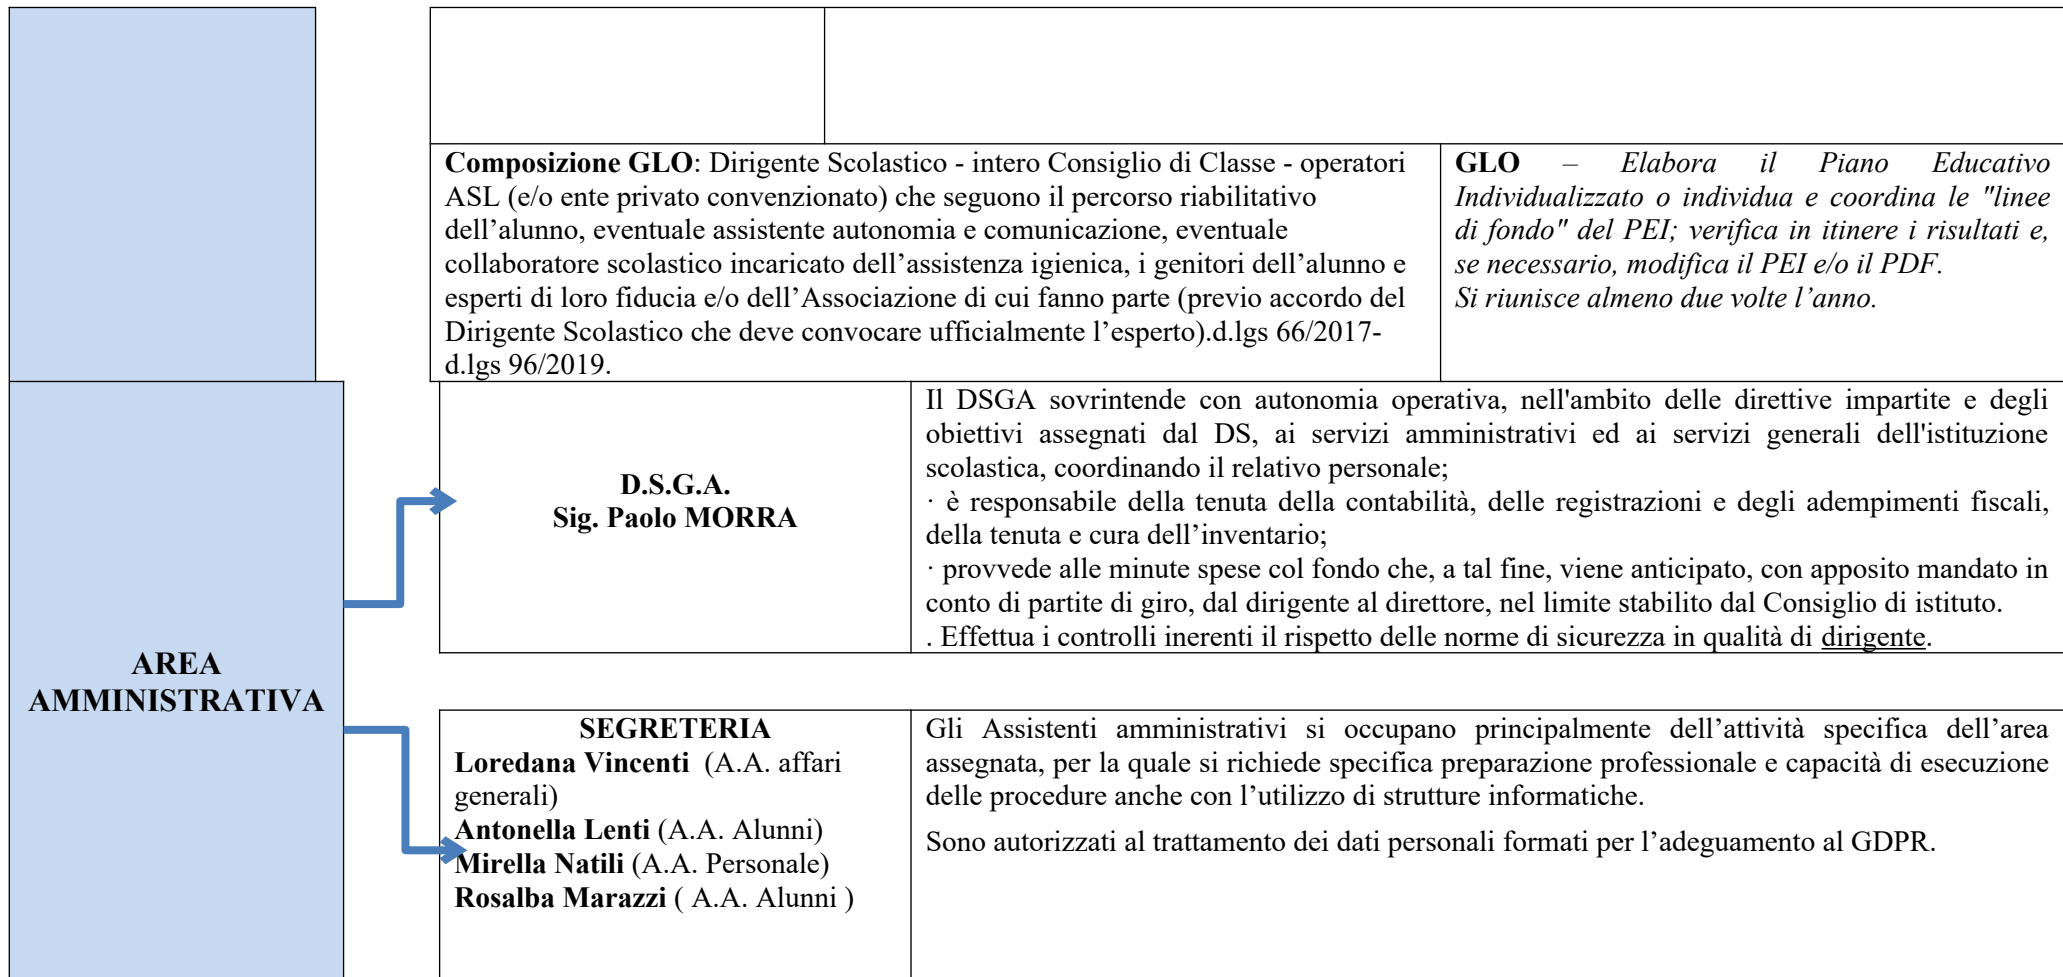 Composizione GLO: Dirigente Scolastico - intero Consiglio di Classe - operatori
ASL (e/o ente privato convenzionato) che seguono il percorso riabilitativo
dell’alunno, eventuale assistente autonomia e comunicazione, eventuale
collaboratore scolastico incaricato dell’assistenza igienica, i genitori dell’alunno e
esperti di loro fiducia e/o dell’Associazione di cui fanno parte (previo accordo del
Dirigente Scolastico che deve convocare ufficialmente l’esperto).d.lgs 66/2017-
d.lgs 96/2019.
GLO – Elabora il Piano Educativo
Individualizzato o individua e coordina le "linee
di fondo" del PEI; verifica in itinere i risultati e,
se necessario, modifica il PEI e/o il PDF.
Si riunisce almeno due volte l’anno.
AREA
AMMINISTRATIVA
D.S.G.A.
Sig. Paolo MORRA
Il DSGA sovrintende con autonomia operativa, nell'ambito delle direttive impartite e degli
obiettivi assegnati dal DS, ai servizi amministrativi ed ai servizi generali dell'istituzione
scolastica, coordinando il relativo personale;
· è responsabile della tenuta della contabilità, delle registrazioni e degli adempimenti fiscali,
della tenuta e cura dell’inventario;
· provvede alle minute spese col fondo che, a tal fine, viene anticipato, con apposito mandato in
conto di partite di giro, dal dirigente al direttore, nel limite stabilito dal Consiglio di istituto.
. Effettua i controlli inerenti il rispetto delle norme di sicurezza in qualità di dirigente.
SEGRETERIA
Loredana Vincenti (A.A. affari
generali)
Antonella Lenti (A.A. Alunni)
Mirella Natili (A.A. Personale)
Rosalba Marazzi ( A.A. Alunni )
Gli Assistenti amministrativi si occupano principalmente dell’attività specifica dell’area
assegnata, per la quale si richiede specifica preparazione professionale e capacità di esecuzione
delle procedure anche con l’utilizzo di strutture informatiche.
Sono autorizzati al trattamento dei dati personali formati per l’adeguamento al GDPR.